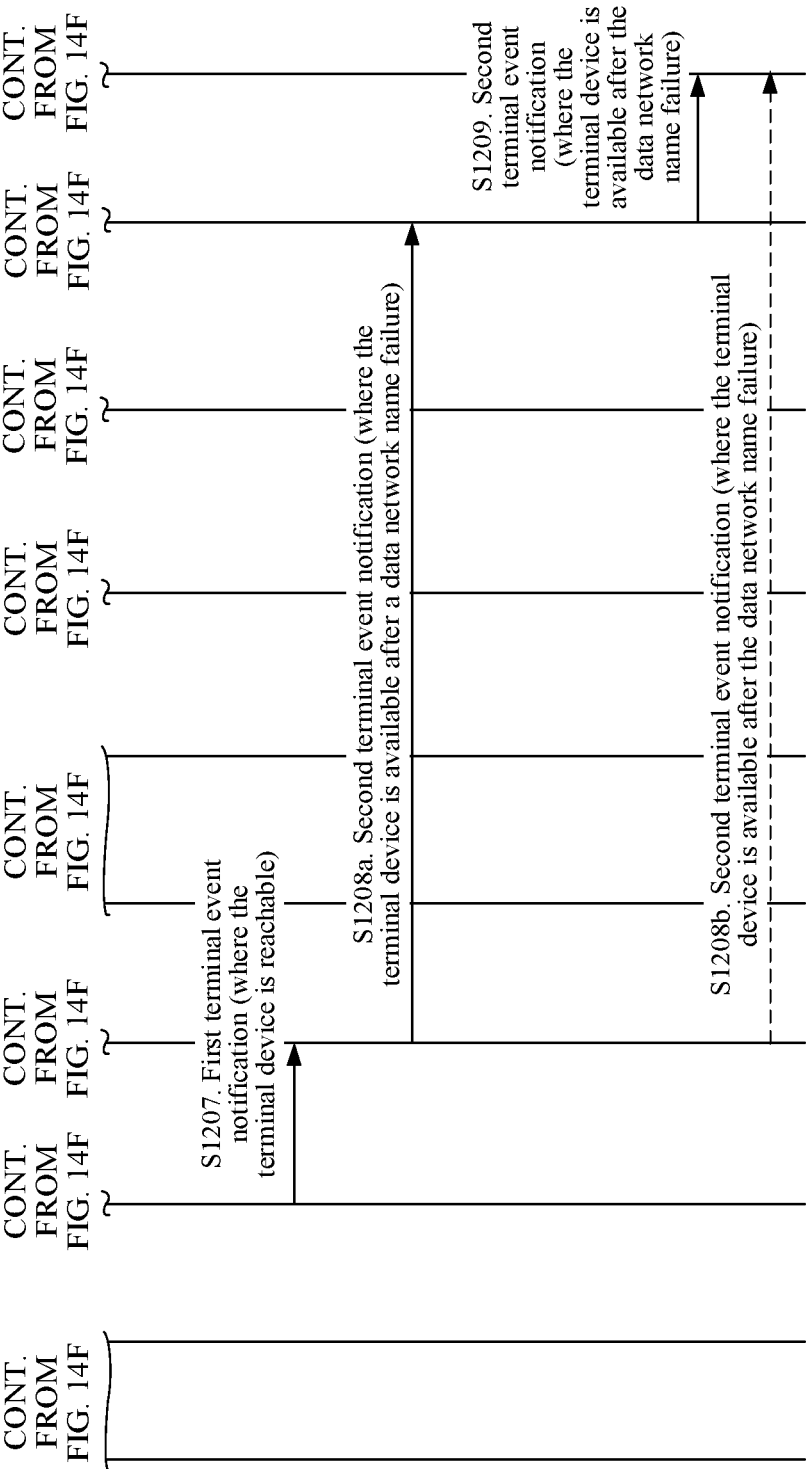 CONT.
FROM
FIG. 14F
CONT.
FROM
FIG. 14F
CONT.
FROM
FIG. 14F
CONT.
FROM
FIG. 14F
CONT.
FROM
FIG. 14F
CONT.
FROM
FIG. 14F
CONT.
FROM
FIG. 14F
CONT.
FROM
FIG. 14F
S1207. First terminal event
notification (where the
terminal device is reachable)
S1208a. Second terminal event notification (where the
terminal device is available after a data network name failure)
S1209. Second
terminal event
notification
(where the
terminal device is
available after the
data network
name failure)
S1208b. Second terminal event notification (where the terminal
device is available after the data network name failure)